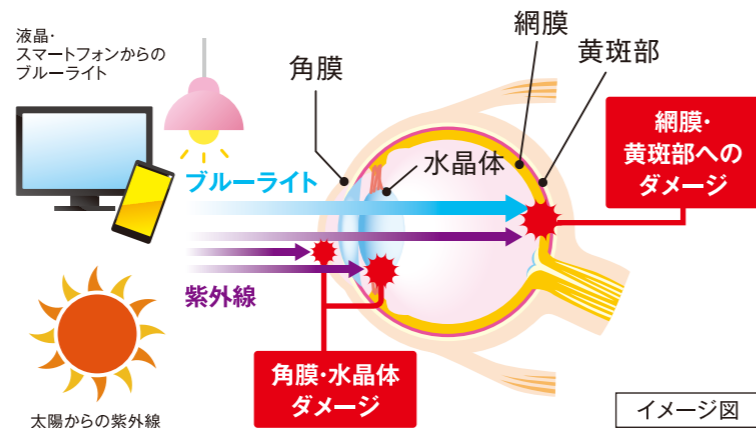 液晶・
スマートフォンからの
ブルーライト
角膜
網膜
黄斑部
水晶体
ブルーライト
網膜・
黄斑部への
ダメージ
紫外線
角膜・水晶体
ダメージ
太陽からの紫外線
イメージ図